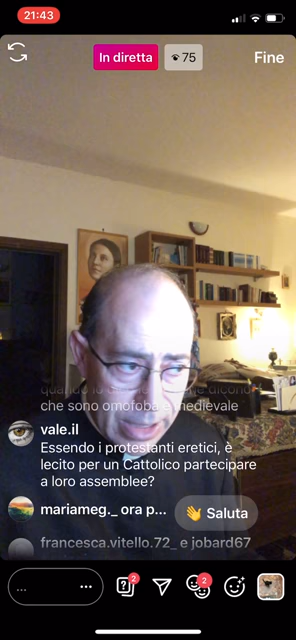 21:43
In diretta
75
Fine
che sono omofoba e medievale
vale.il
Essendo i protestanti eretici, è
lecito per un Cattolico partecipare
a loro assemblee?
mariameg._ ora p...
👋 Saluta
francesca.vitello.72_ e jobard67
...
2
2